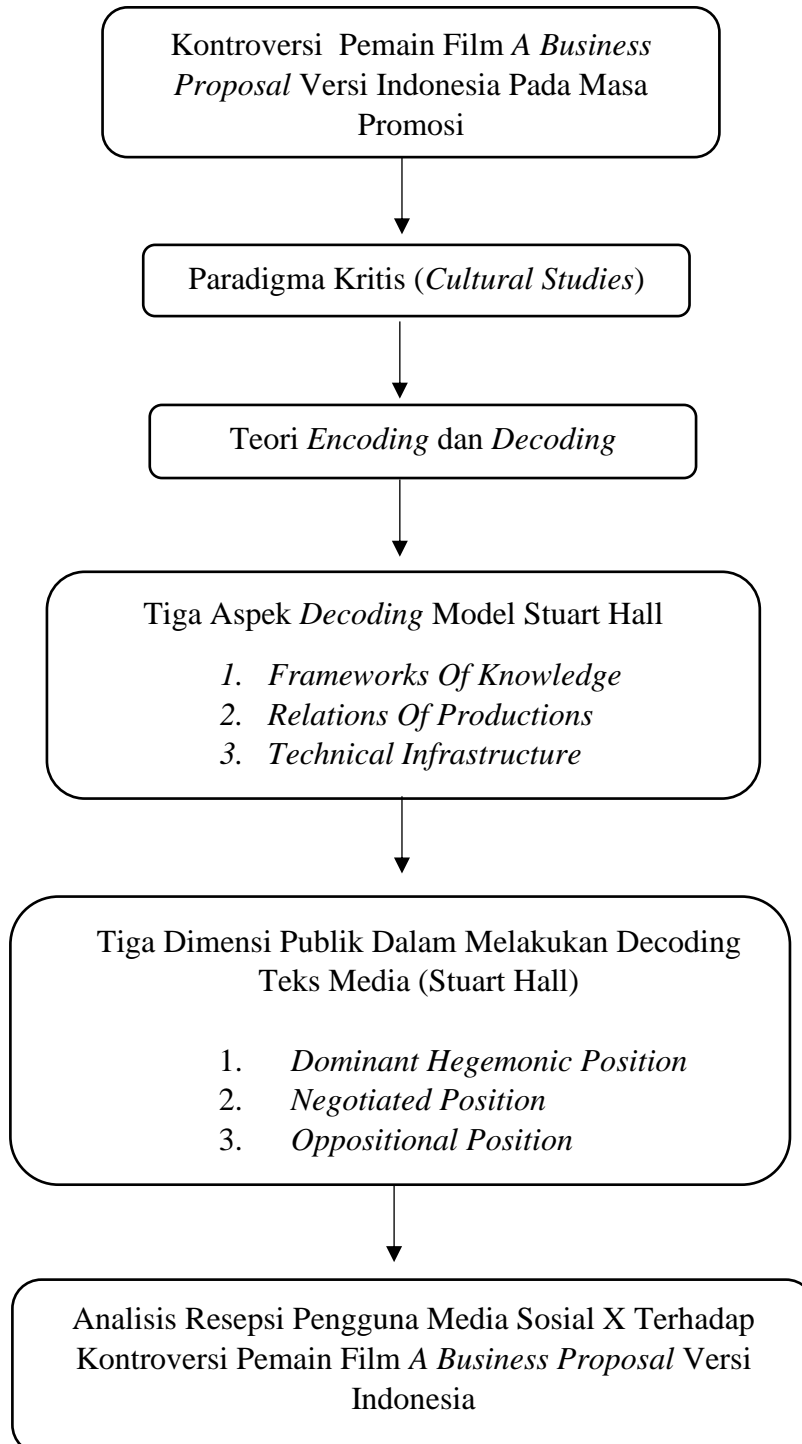 Kontroversi Pemain Film A Business
Proposal Versi Indonesia Pada Masa
Promosi
Paradigma Kritis (Cultural Studies)
Teori Encoding dan Decoding
Tiga Aspek Decoding Model Stuart Hall
1. Frameworks Of Knowledge
2. Relations Of Productions
3. Technical Infrastructure
Tiga Dimensi Publik Dalam Melakukan Decoding
Teks Media (Stuart Hall)
1. Dominant Hegemonic Position
2. Negotiated Position
3. Oppositional Position
Analisis Resepsi Pengguna Media Sosial X Terhadap
Kontroversi Pemain Film A Business Proposal Versi
Indonesia